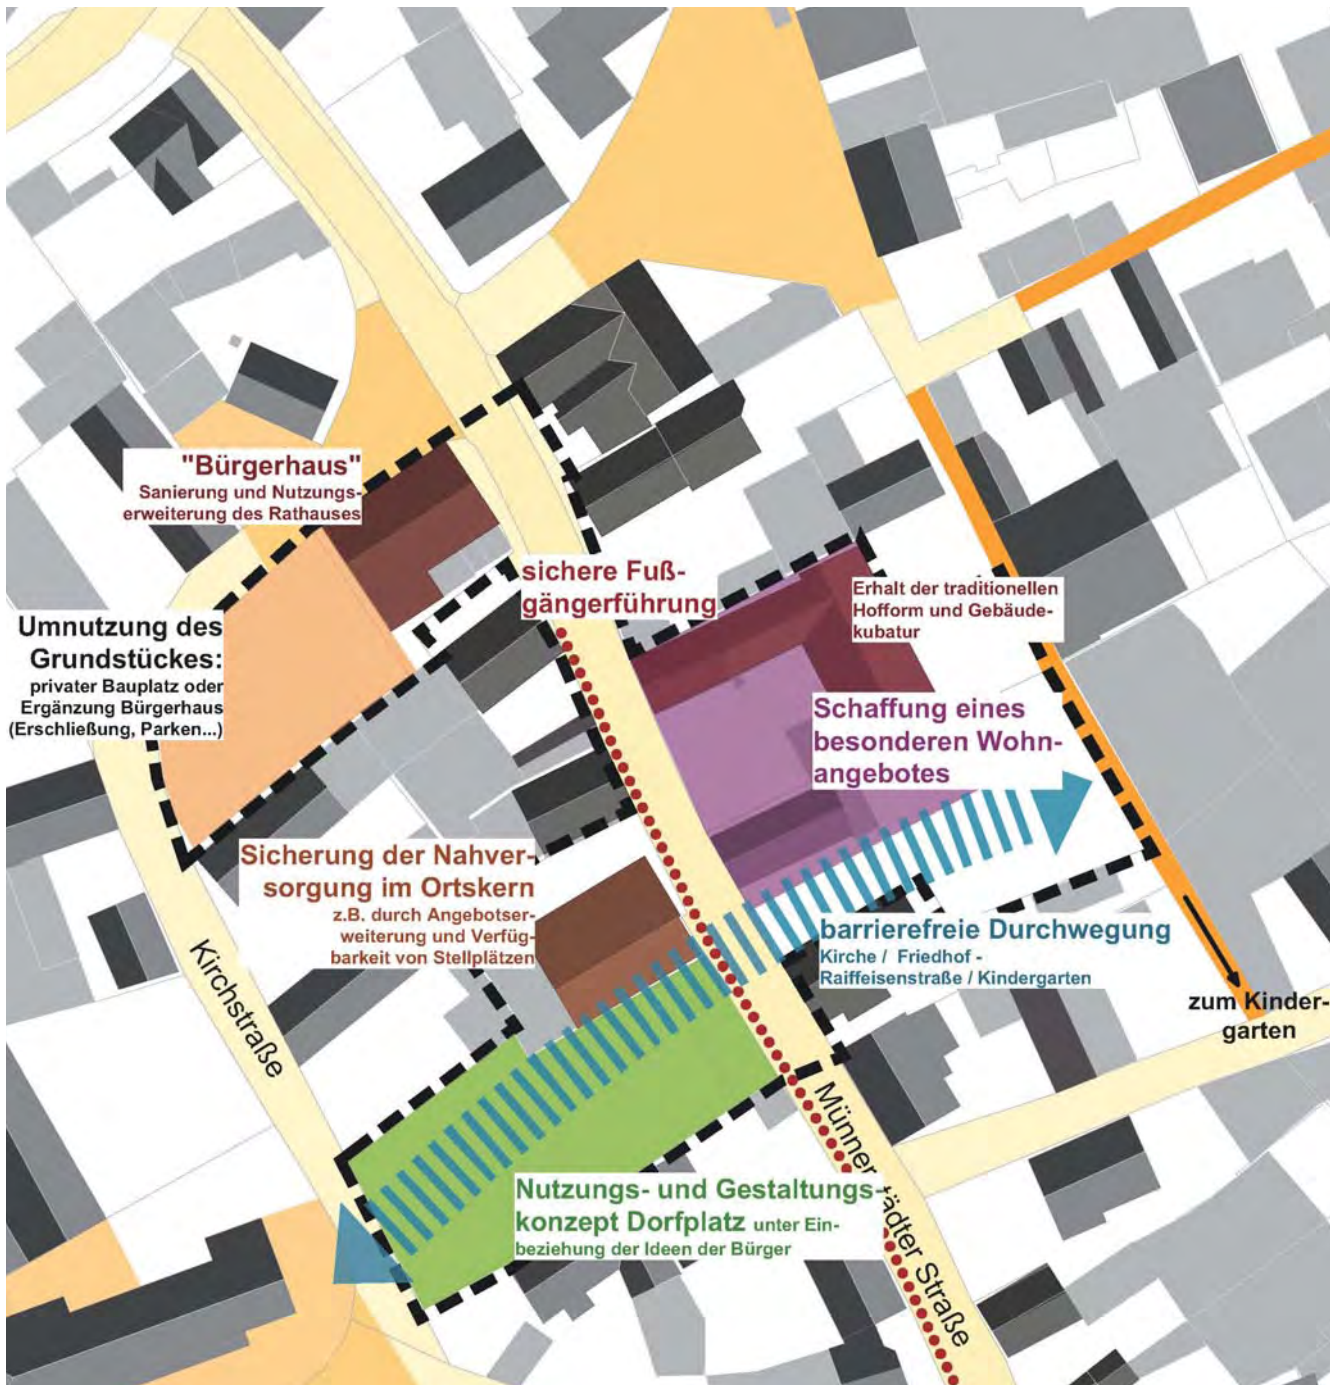 "Bürgerhaus"
Sanierung und Nutzungs-
erweiterung des Rathauses
sichere Fuß-
gängerführung
Erhalt der traditionellen
Hofform und Gebäude-
kubatur
Umnutzung des
Grundstückes:
privater Bauplatz oder
Ergänzung Bürgerhaus
(Erschließung, Parken...)
Schaffung eines
besonderen Wohn-
angebotes
Sicherung der Nahver-
sorgung im Ortskern
z.B. durch Angebotser-
weiterung und Verfüg-
barkeit von Stellplätzen
barrierefreie Durchwegung
Kirche / Friedhof -
Raiffeisenstraße / Kindergarten
zum Kinder-
garten
Kirchstraße
Nutzungs- und Gestaltungs-
konzept Dorfplatz unter Ein-
beziehung der Ideen der Bürger
Münnerstädter Straße